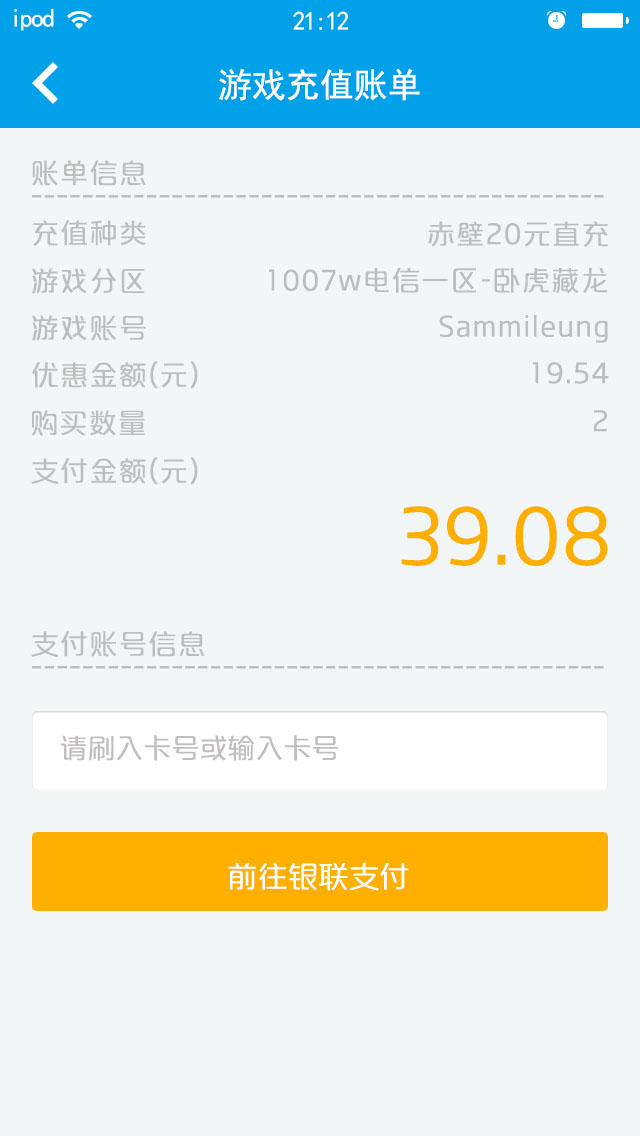 ipod 21:12
游戏充值账单
账单信息
充值种类 赤壁20元直充
游戏分区 1007w电信一区-卧虎藏龙
游戏账号 Sammileung
优惠金额(元) 19.54
购买数量 2
支付金额(元)
39.08
支付账号信息
请刷入卡号或输入卡号
前往银联支付